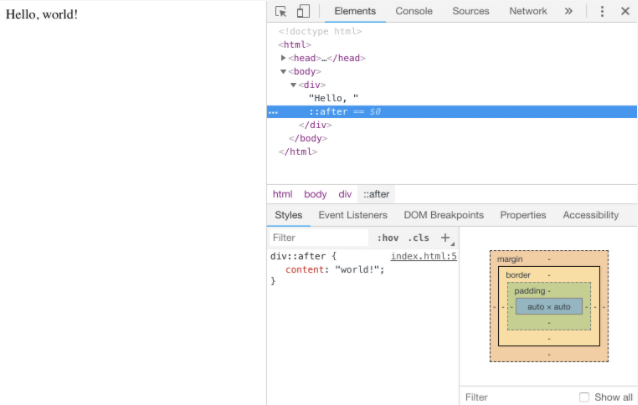 Hello, world!
Elements Console Sources Network »
<!doctype html>
<html>
<head>…</head>
<body>
<div>
"Hello, "
… ::after == $0
</div>
</body>
</html>
html body div ::after
Styles Event Listeners DOM Breakpoints Properties Accessibility
Filter :hov .cls +
div::after { index.html:5
content: "world!";
}
margin -
border -
padding -
- - - auto × auto - - -
-
-
-
Filter Show all